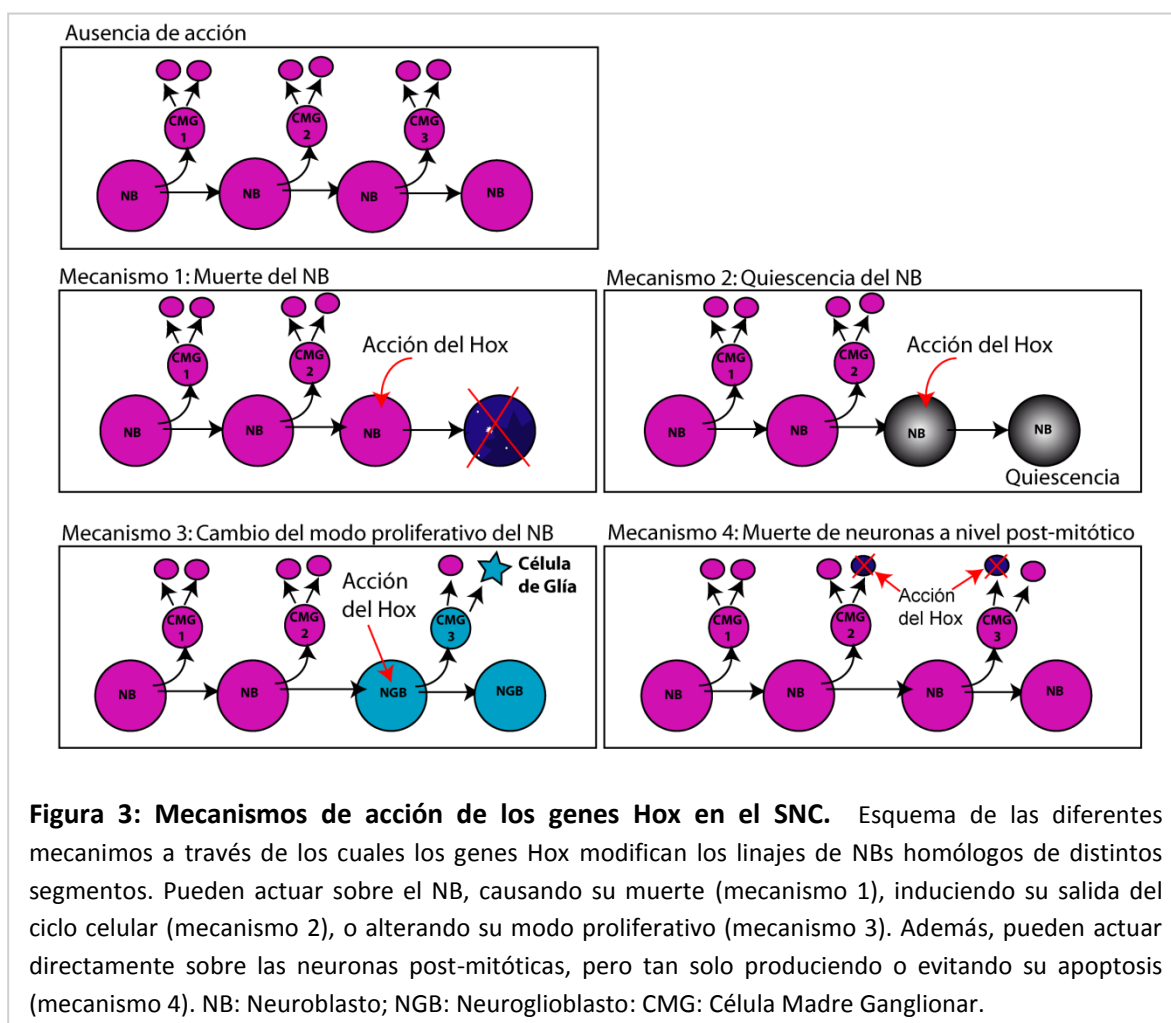 Ausencia de acción
CMG
1
CMG
2
CMG
3
NB
NB
NB
NB
Mecanismo 1: Muerte del NB
CMG
1
CMG
2
Acción del Hox
NB
NB
NB
Mecanismo 2: Quiescencia del NB
CMG
1
CMG
2
Acción del Hox
NB
NB
NB
NB
Quiescencia
Mecanismo 3: Cambio del modo proliferativo del NB
CMG
1
CMG
2
Acción
del Hox
CMG
3
Célula
de Glía
NB
NB
NGB
NGB
Mecanismo 4: Muerte de neuronas a nivel post-mitótico
CMG
1
CMG
2
Acción
del Hox
CMG
3
NB
NB
NB
NB
Figura 3: Mecanismos de acción de los genes Hox en el SNC. Esquema de las diferentes
mecanimos a través de los cuales los genes Hox modifican los linajes de NBs homólogos de distintos
segmentos. Pueden actuar sobre el NB, causando su muerte (mecanismo 1), induciendo su salida del
ciclo celular (mecanismo 2), o alterando su modo proliferativo (mecanismo 3). Además, pueden actuar
directamente sobre las neuronas post-mitóticas, pero tan solo produciendo o evitando su apoptosis
(mecanismo 4). NB: Neuroblasto; NGB: Neuroglioblasto: CMG: Célula Madre Ganglionar.